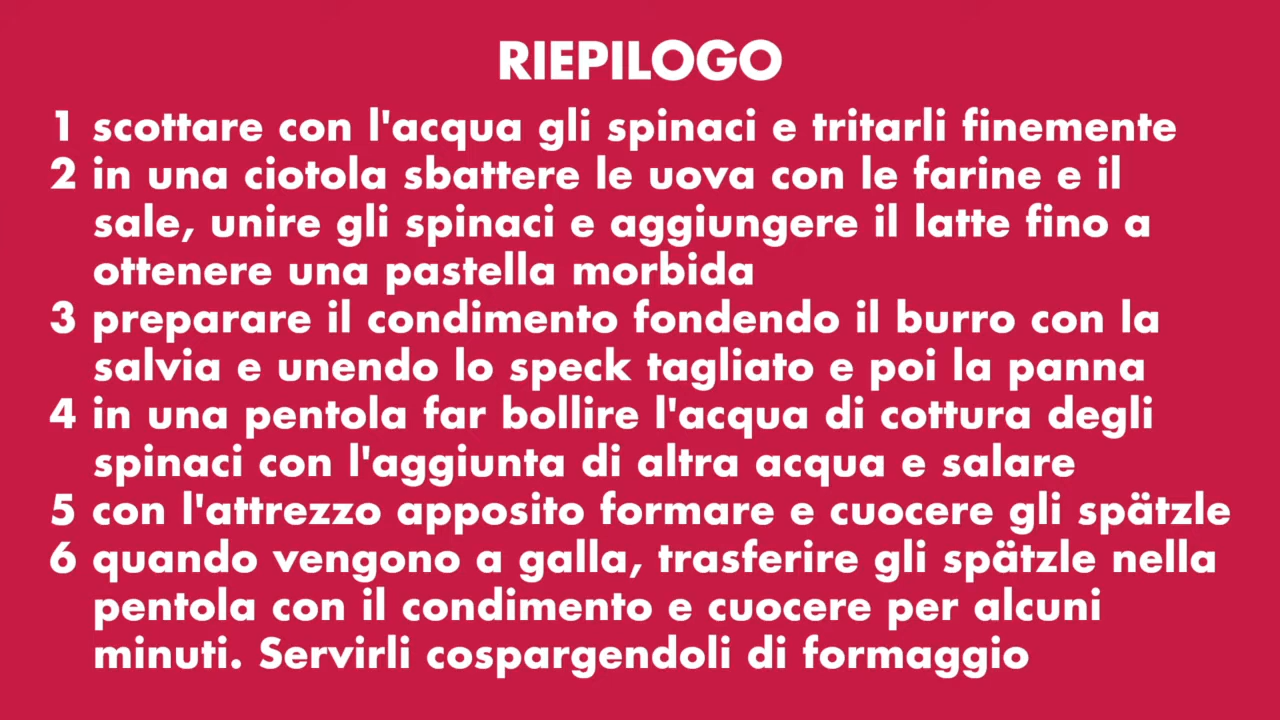 RIEPILOGO
1 scottare con l'acqua gli spinaci e tritarli finemente
2 in una ciotola sbattere le uova con le farine e il
sale, unire gli spinaci e aggiungere il latte fino a
ottenere una pastella morbida
3 preparare il condimento fondendo il burro con la
salvia e unendo lo speck tagliato e poi la panna
4 in una pentola far bollire l'acqua di cottura degli
spinaci con l'aggiunta di altra acqua e salare
5 con l'attrezzo apposito formare e cuocere gli spätzle
6 quando vengono a galla, trasferire gli spätzle nella
pentola con il condimento e cuocere per alcuni
minuti. Servirli cospargendoli di formaggio